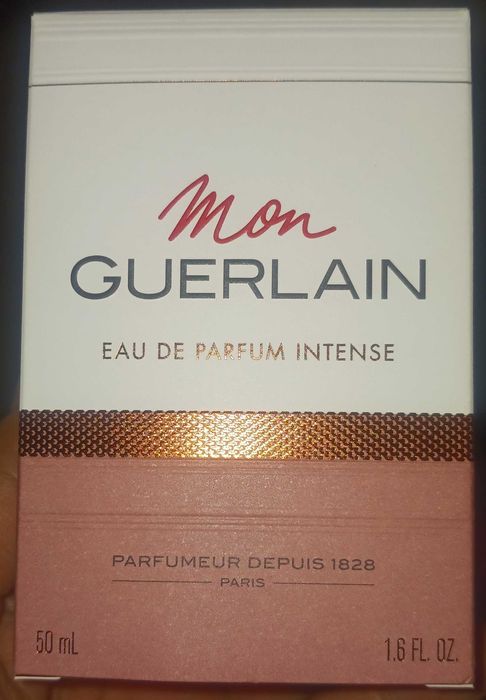 Mon
GUERLAIN
EAU DE PARFUM INTENSE
PARFUMEUR DEPUIS 1828
PARIS
50 mL 1.6 FL. OZ.